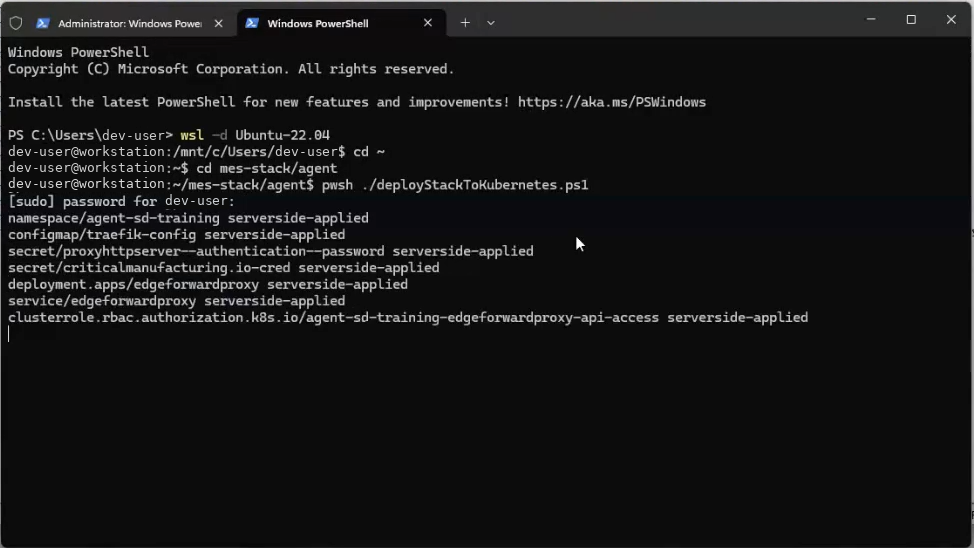 Administrator: Windows Power
Windows PowerShell
Windows PowerShell
Copyright (C) Microsoft Corporation. All rights reserved.
Install the latest PowerShell for new features and improvements! https://aka.ms/PSWindows
PS C:\Users\dev-user> wsl -d Ubuntu-22.04
dev-user@workstation:/mnt/c/Users/dev-user$ cd ~
dev-user@workstation:~$ cd mes-stack/agent
dev-user@workstation:~/mes-stack/agent$ pwsh ./deployStackToKubernetes.ps1
[sudo] password for dev-user:
namespace/agent-sd-training serverside-applied
configmap/traefik-config serverside-applied
secret/proxyhttpserver--authentication--password serverside-applied
secret/criticalmanufacturing.io-cred serverside-applied
deployment.apps/edgeforwardproxy serverside-applied
service/edgeforwardproxy serverside-applied
clusterrole.rbac.authorization.k8s.io/agent-sd-training-edgeforwardproxy-api-access serverside-applied